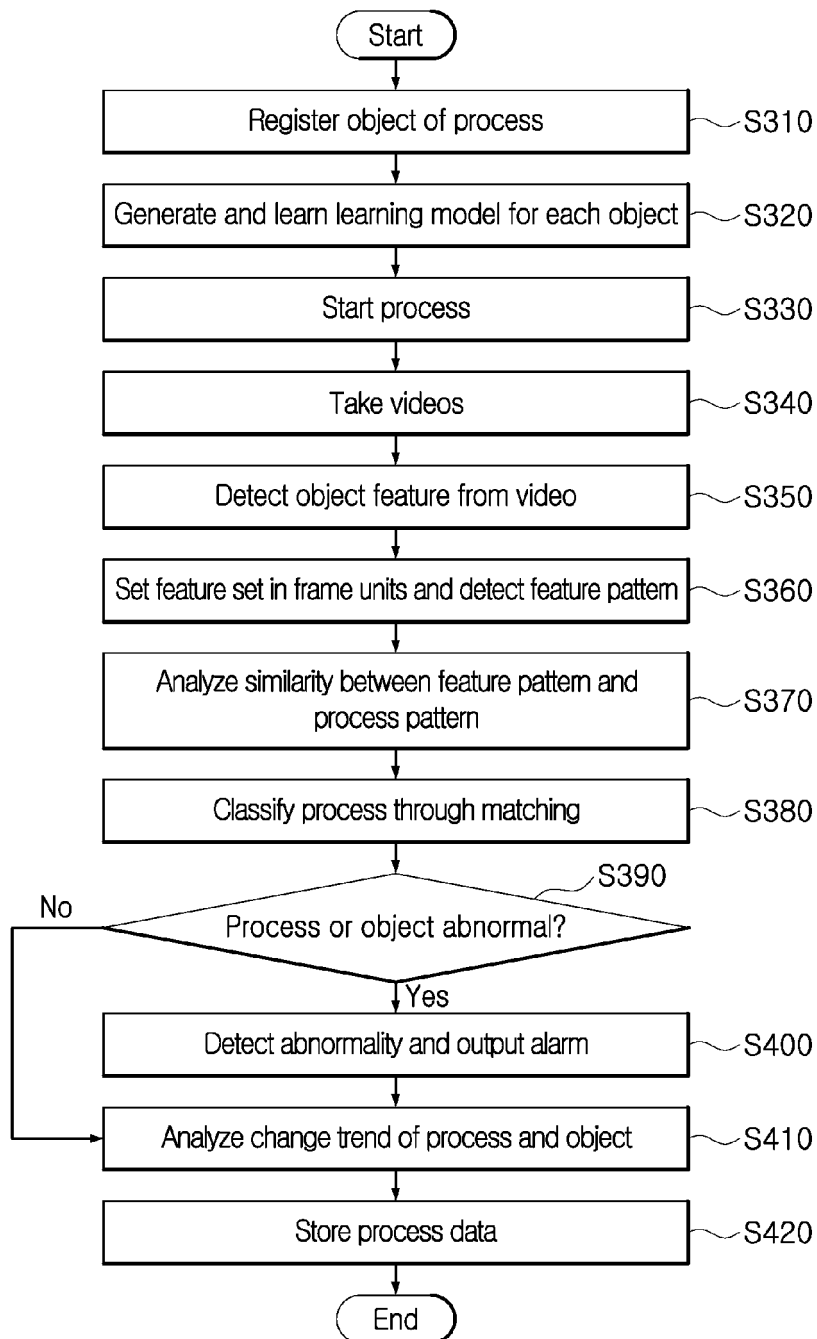 Start
Register object of process
S310
Generate and learn learning model for each object
S320
Start process
S330
Take videos
S340
Detect object feature from video
S350
Set feature set in frame units and detect feature pattern
S360
Analyze similarity between feature pattern and
process pattern
S370
Classify process through matching
S380
S390
No
Process or object abnormal?
Yes
Detect abnormality and output alarm
S400
Analyze change trend of process and object
S410
Store process data
S420
End